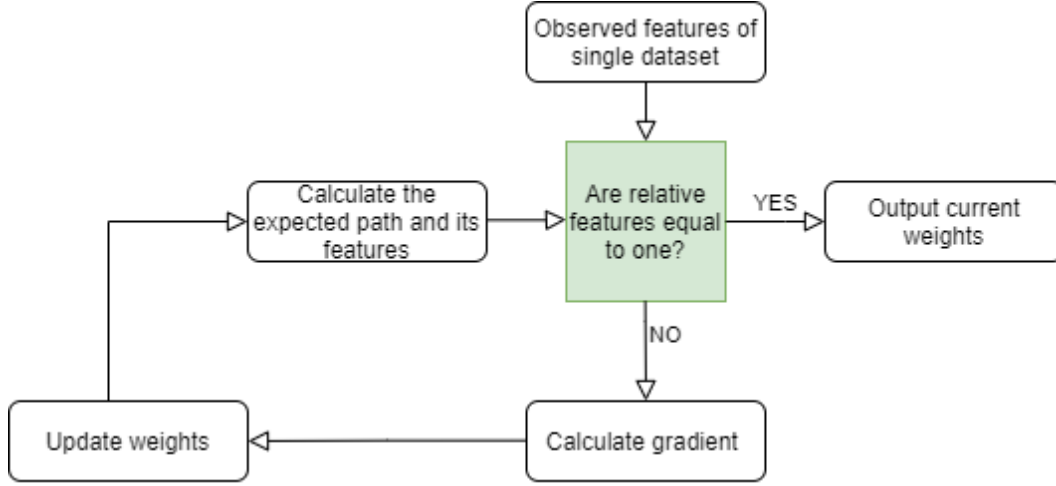 Observed features of
single dataset
Calculate the
expected path and its
features
Are relative
features equal
to one?
YES
Output current
weights
NO
Update weights
Calculate gradient